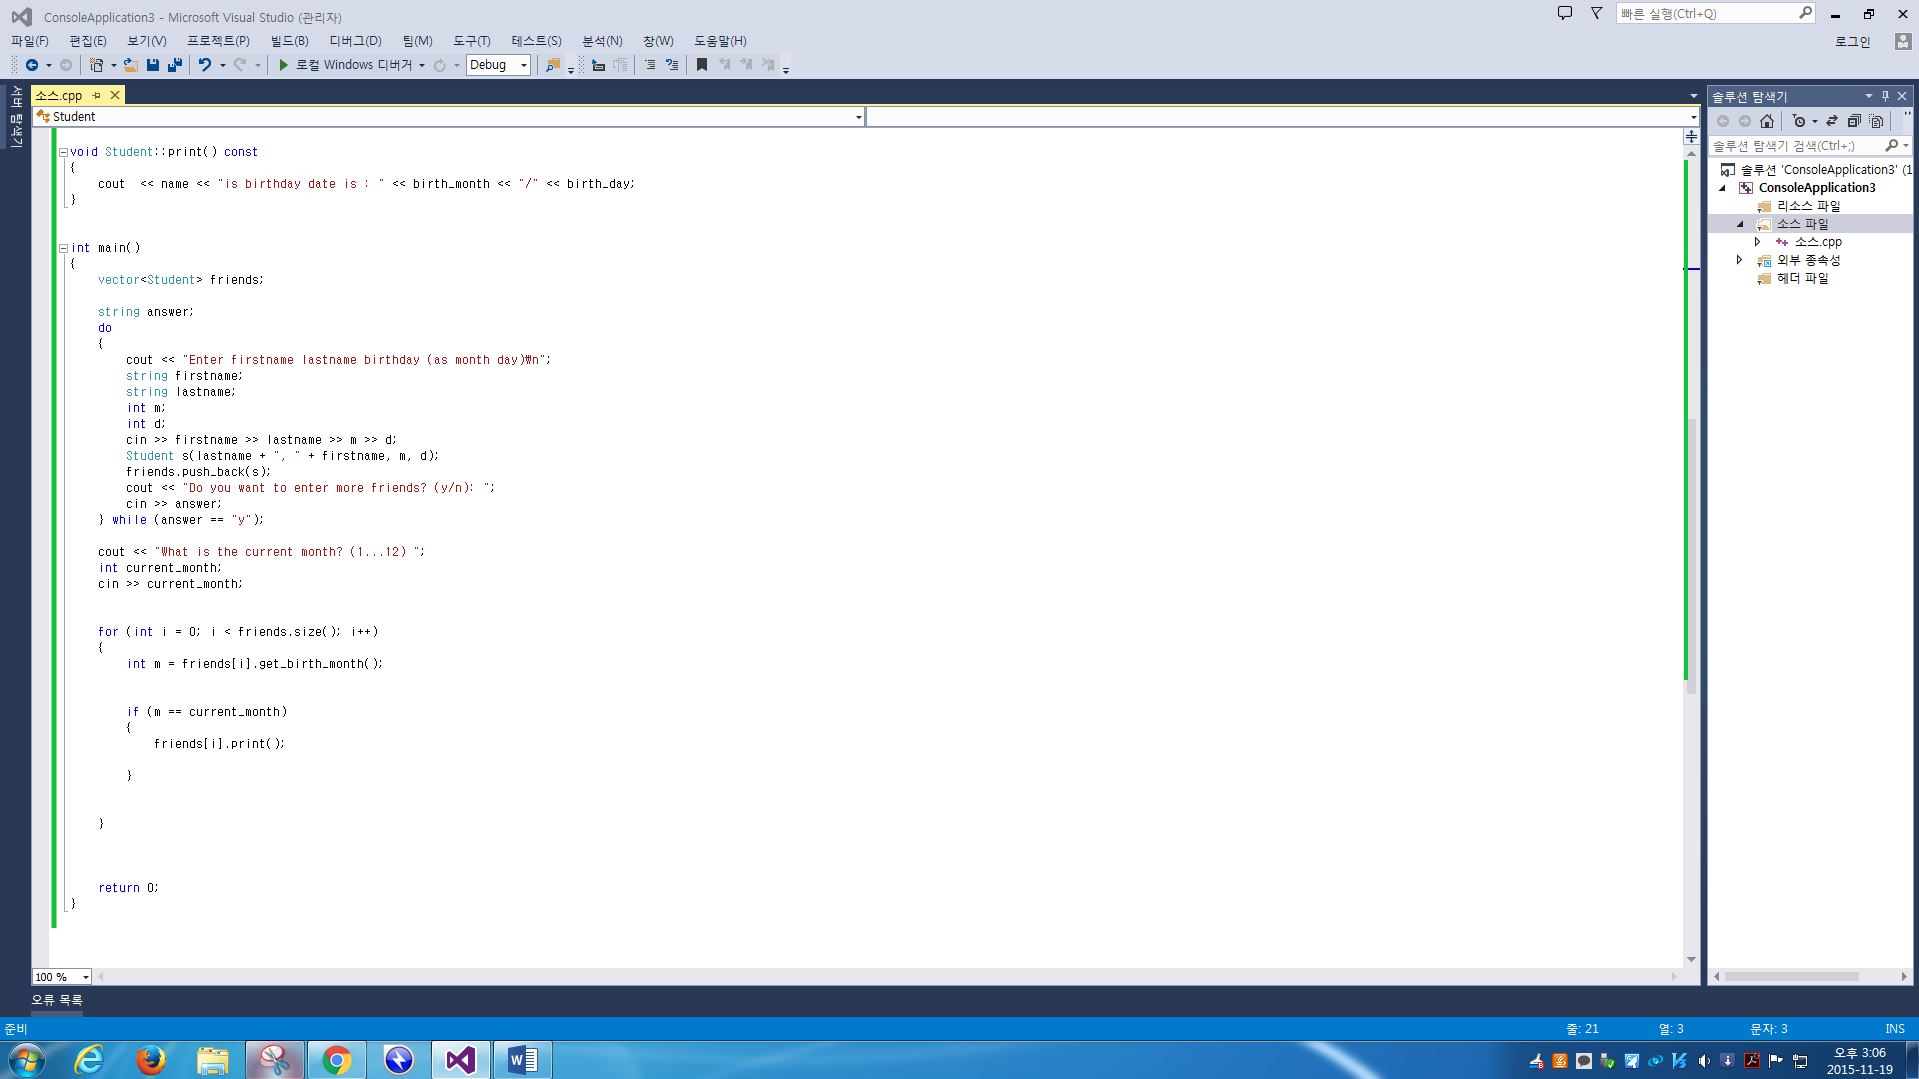 ConsoleApplication3 - Microsoft Visual Studio (관리자)
빠른 실행(Ctrl+Q)
파일(F) 편집(E) 보기(V) 프로젝트(P) 빌드(B) 디버그(D) 팀(M) 도구(T) 테스트(S) 분석(N) 창(W) 도움말(H)
로그인
로컬 Windows 디버거 Debug
서버 탐색기
소스.cpp
Student
void Student::print() const
{
cout << name << "is birthday date is : " << birth_month << "/" << birth_day;
}
int main()
{
vector<Student> friends;
string answer;
do
{
cout << "Enter firstname lastname birthday (as month day)₩n";
string firstname;
string lastname;
int m;
int d;
cin >> firstname >> lastname >> m >> d;
Student s(lastname + ", " + firstname, m, d);
friends.push_back(s);
cout << "Do you want to enter more friends? (y/n): ";
cin >> answer;
} while (answer == "y");
cout << "What is the current month? (1...12) ";
int current_month;
cin >> current_month;
for (int i = 0; i < friends.size(); i++)
{
int m = friends[i].get_birth_month();
if (m == current_month)
{
friends[i].print();
}
}
return 0;
}
100 %
오류 목록
솔루션 탐색기
솔루션 탐색기 검색(Ctrl+;)
솔루션 'ConsoleApplication3' (1
ConsoleApplication3
리소스 파일
소스 파일
소스.cpp
외부 종속성
헤더 파일
준비
줄: 21 열: 3 문자: 3 INS
오후 3:06
2015-11-19